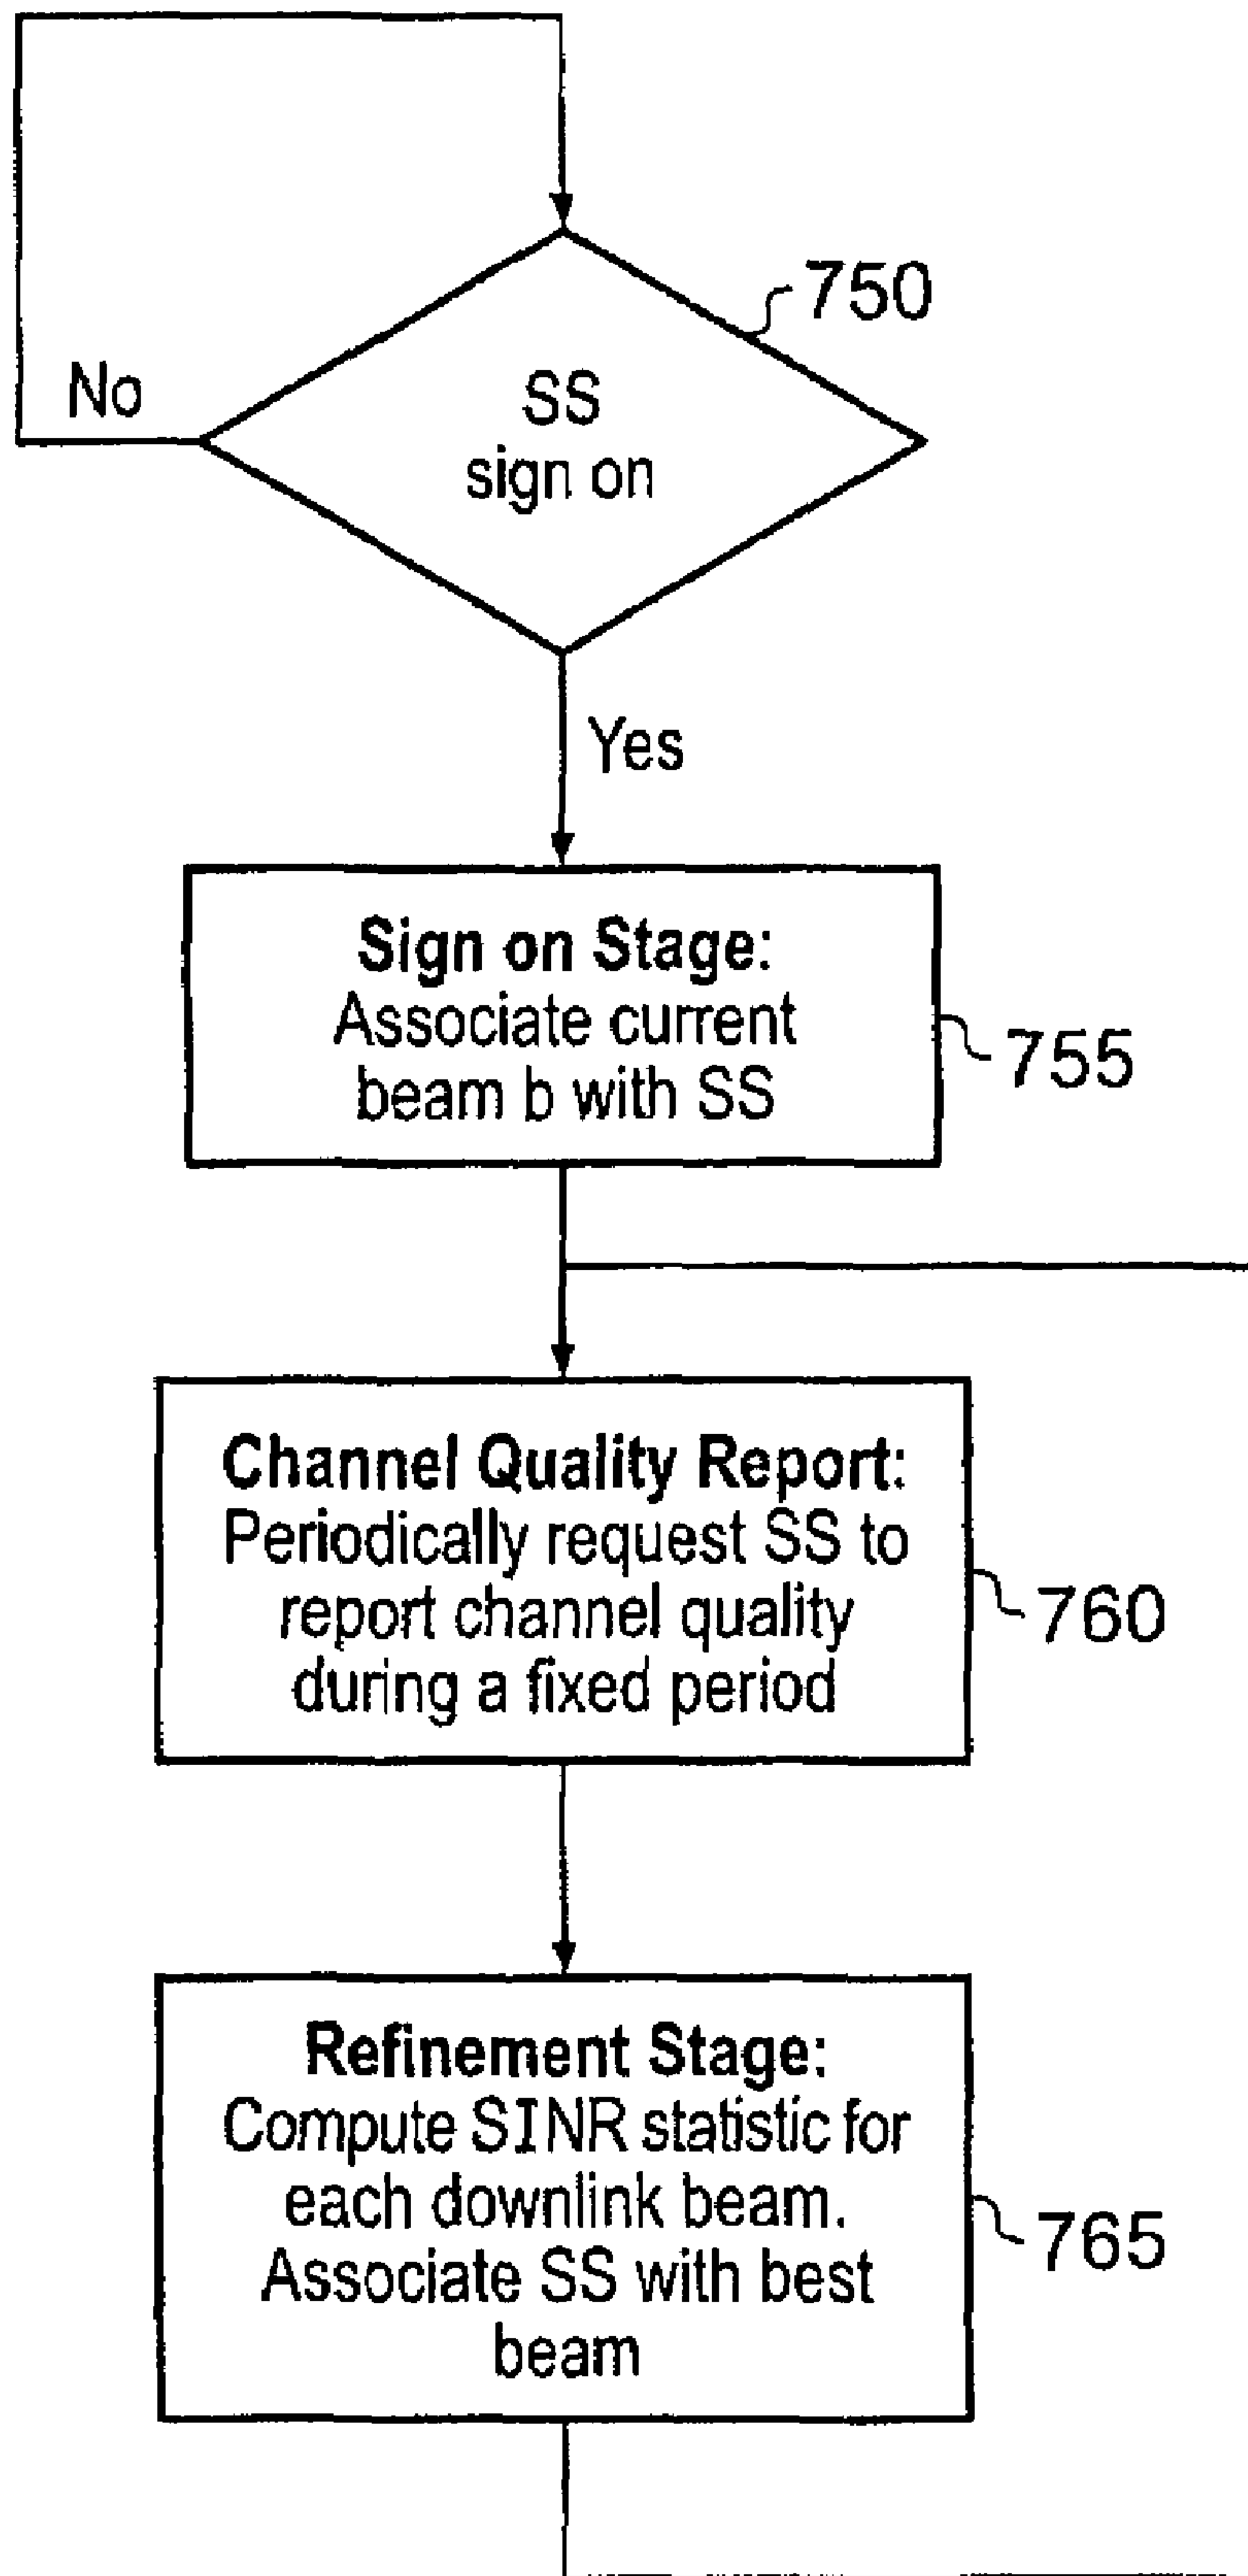 750
No
SS
sign on
Yes
Sign on Stage:
Associate current
beam b with SS
755
Channel Quality Report:
Periodically request SS to
report channel quality
during a fixed period
760
Refinement Stage:
Compute SINR statistic for
each downlink beam.
Associate SS with best
beam
765